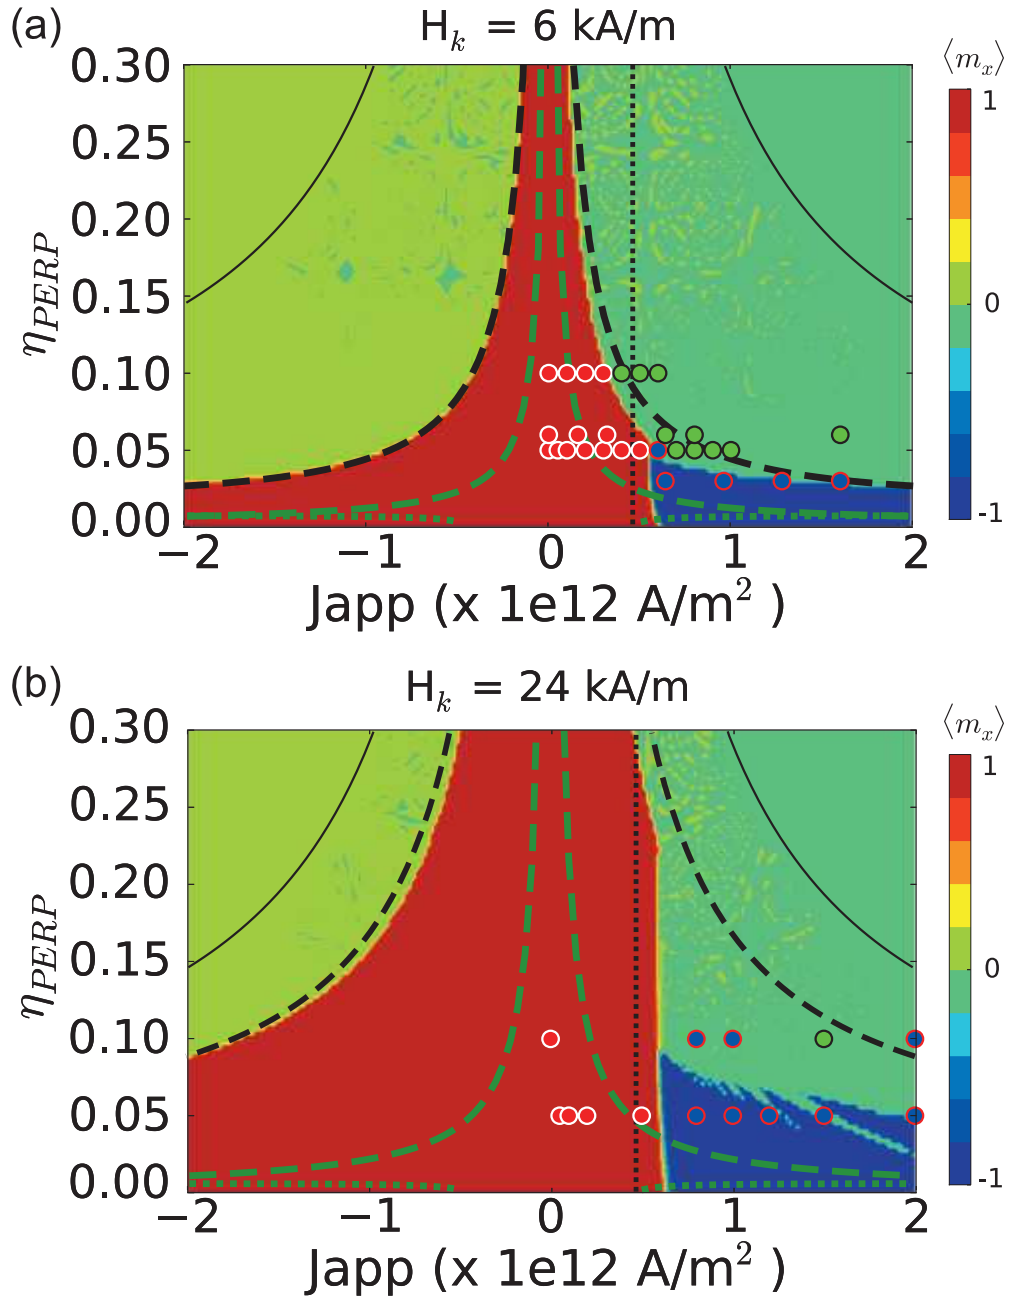 (a)
H_k = 6 kA/m
⟨m_x⟩
0.30
0.25
0.20
0.15
0.10
0.05
0.00
η_PERP
1
0
-1
−2 −1 0 1 2
Japp (x 1e12 A/m² )
(b)
H_k = 24 kA/m
⟨m_x⟩
0.30
0.25
0.20
0.15
0.10
0.05
0.00
η_PERP
1
0
-1
−2 −1 0 1 2
Japp (x 1e12 A/m² )